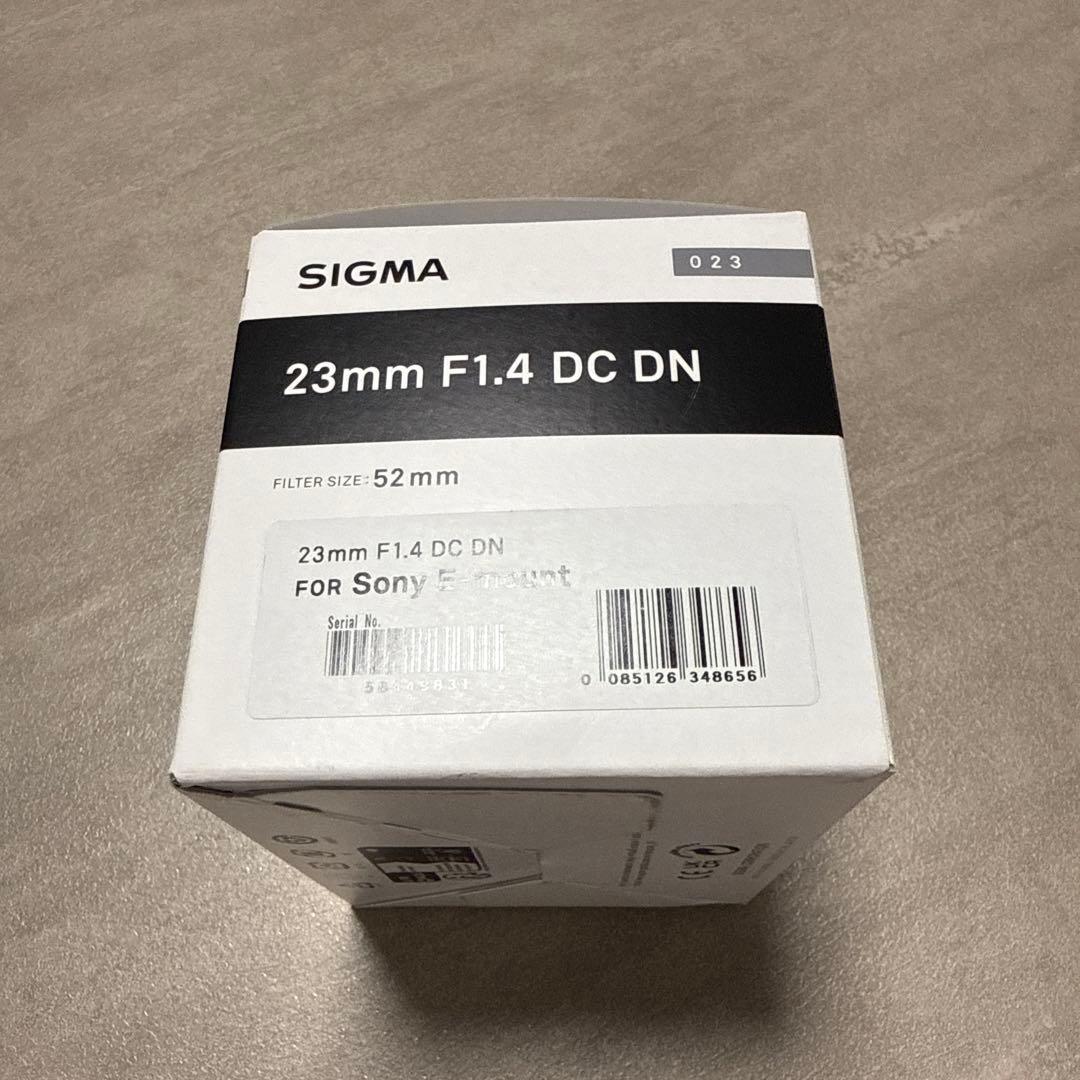 SIGMA
023
23mm F1.4 DC DN
FILTER SIZE: 52mm
23mm F1.4 DC DN
FOR Sony E-mount
Serial No.
0 085126 348656